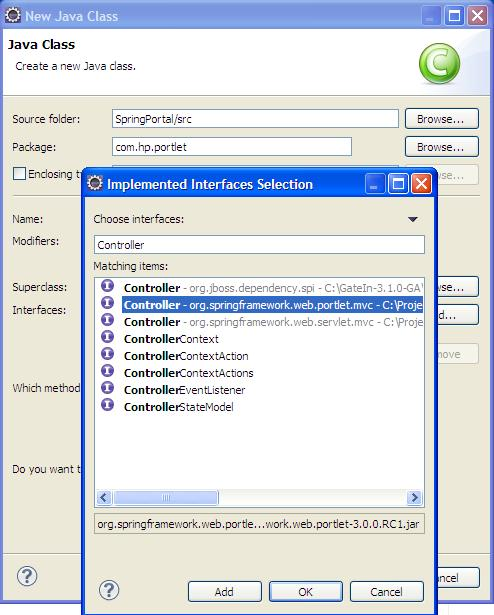 New Java Class
Java Class
Create a new Java class.
Source folder: SpringPortal/src Browse...
Package: com.hp.portlet Browse...
Enclosing t
Implemented Interfaces Selection
Name:
Modifiers:
Superclass:
Interfaces:
Which method
Do you want t
Choose interfaces:
Controller
Matching items:
Controller - org.jboss.dependency.spi - C:\GateIn-3.1.0-GA\
Controller - org.springframework.web.portlet.mvc - C:\Proje
Controller - org.springframework.web.servlet.mvc - C:\Proje
ControllerContext
ControllerContextAction
ControllerContextActions
ControllerEventListener
ControllerStateModel
org.springframework.web.portle...work.web.portlet-3.0.0.RC1.jar
Add OK Cancel